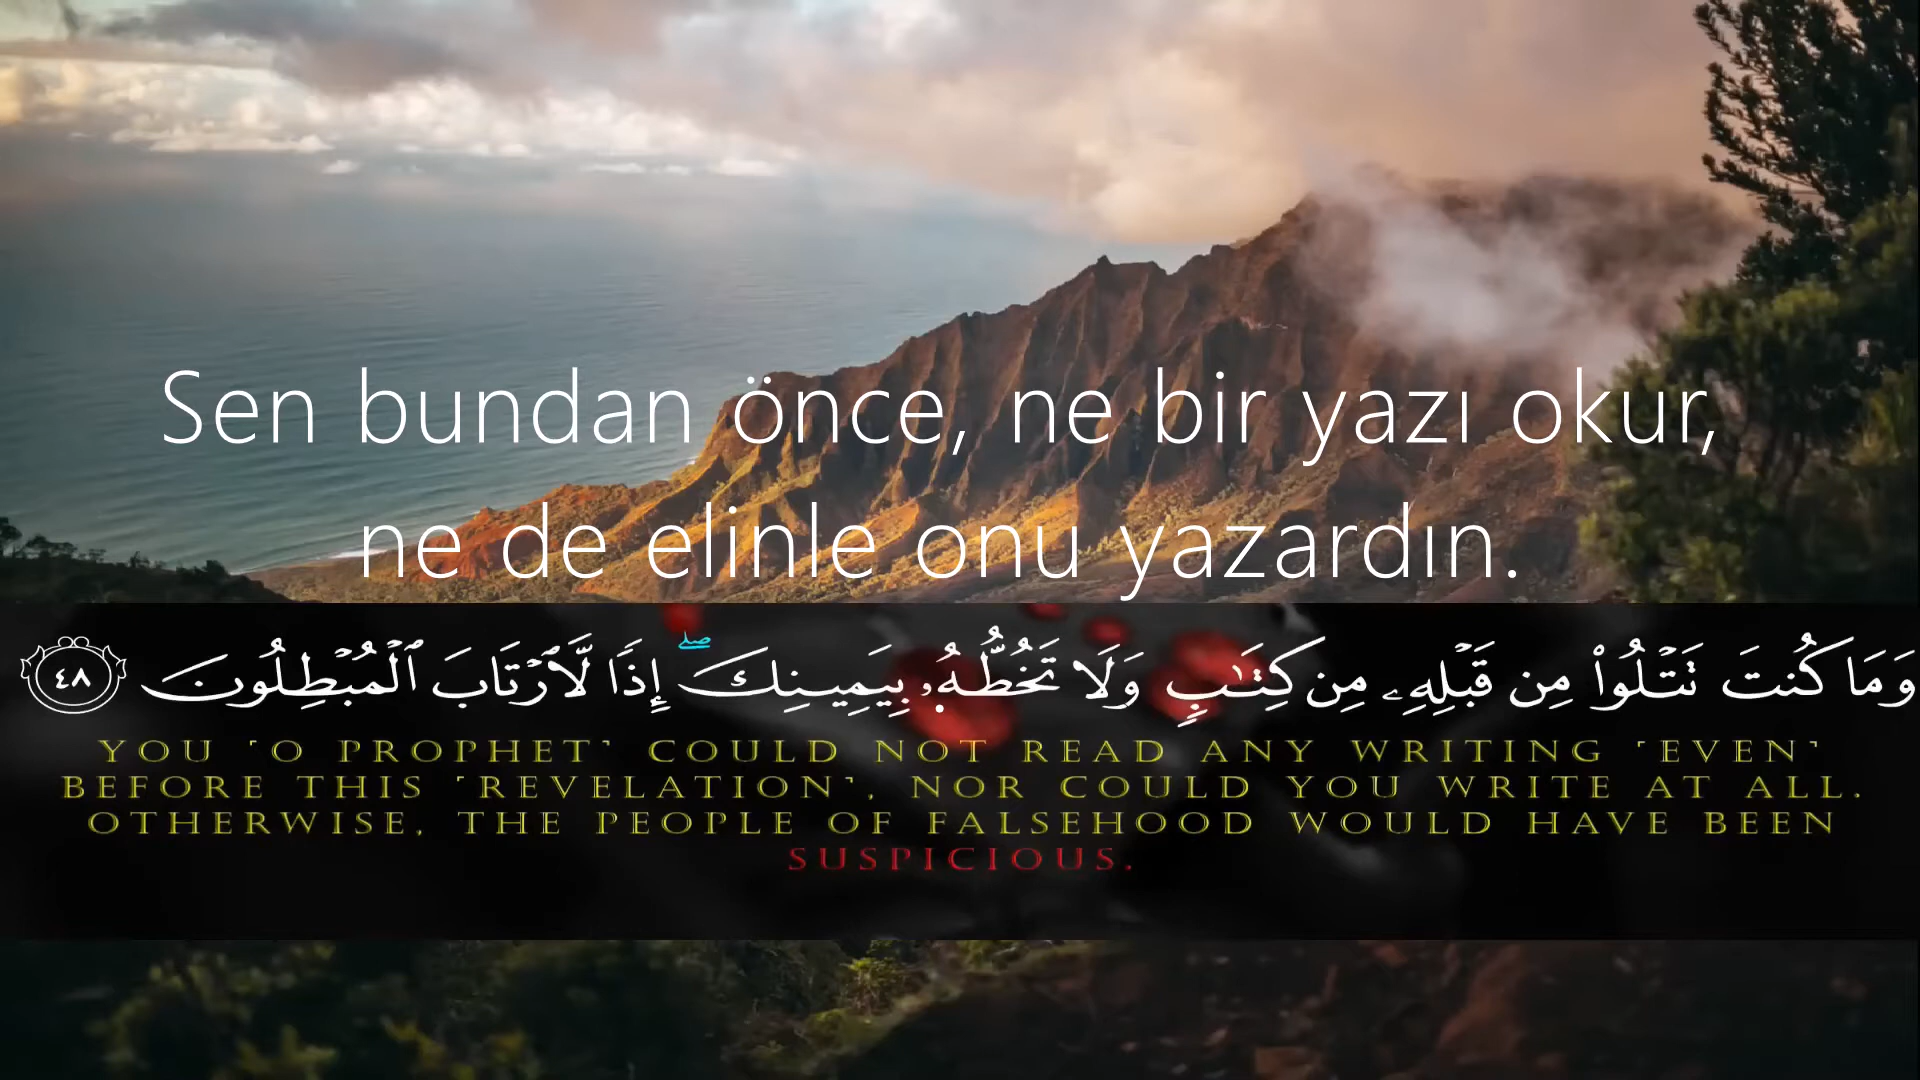 Sen bundan önce, ne bir yazı okur,
ne de elinle onu yazardın.
وَمَا كُنتَ تَتْلُوا۟ مِن قَبْلِهِۦ مِن كِتَـٰبٍ وَلَا تَخُطُّهُۥ بِيَمِينِكَ ۖ إِذًا لَّٱرْتَابَ ٱلْمُبْطِلُونَ ٤٨
YOU ˹O PROPHET˺ COULD NOT READ ANY WRITING ˹EVEN˺
BEFORE THIS ˹REVELATION˺, NOR COULD YOU WRITE AT ALL.
OTHERWISE, THE PEOPLE OF FALSEHOOD WOULD HAVE BEEN
SUSPICIOUS.